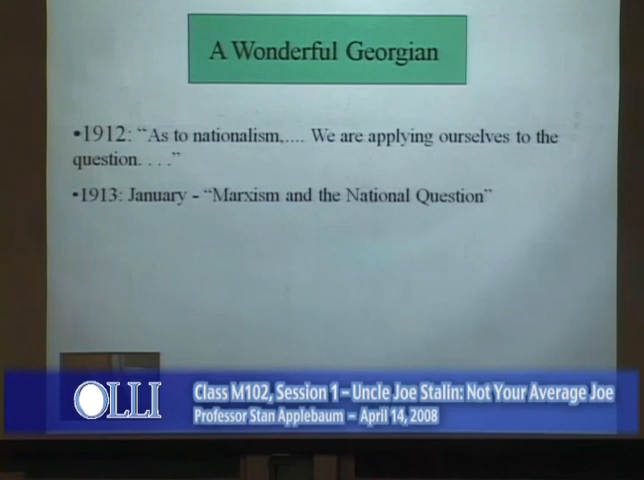 A Wonderful Georgian
•1912: “As to nationalism,.... We are applying ourselves to the
question. . . .”
•1913: January - “Marxism and the National Question”
OLLI
Class M102, Session 1 – Uncle Joe Stalin: Not Your Average Joe
Professor Stan Applebaum – April 14, 2008